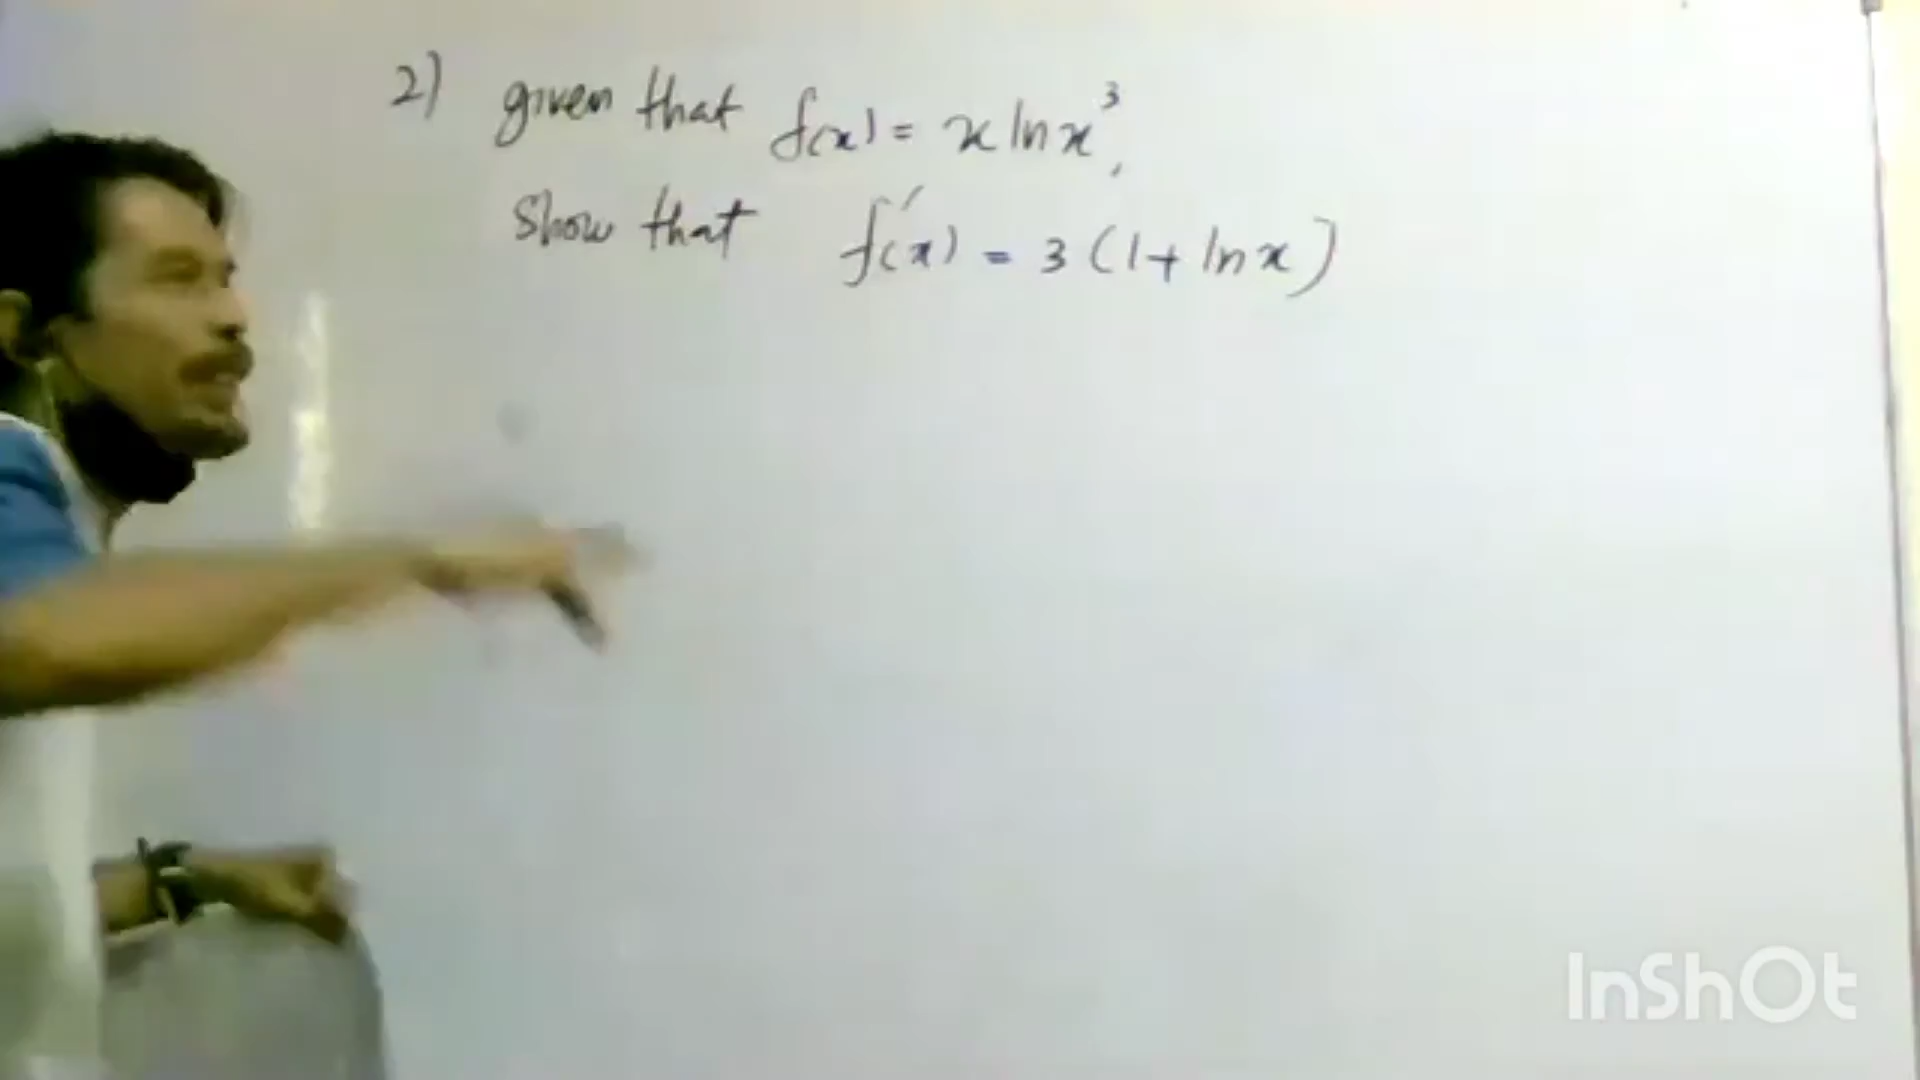 2) given that f(x) = x ln x³,
show that f'(x) = 3 (1 + ln x)
InShOt